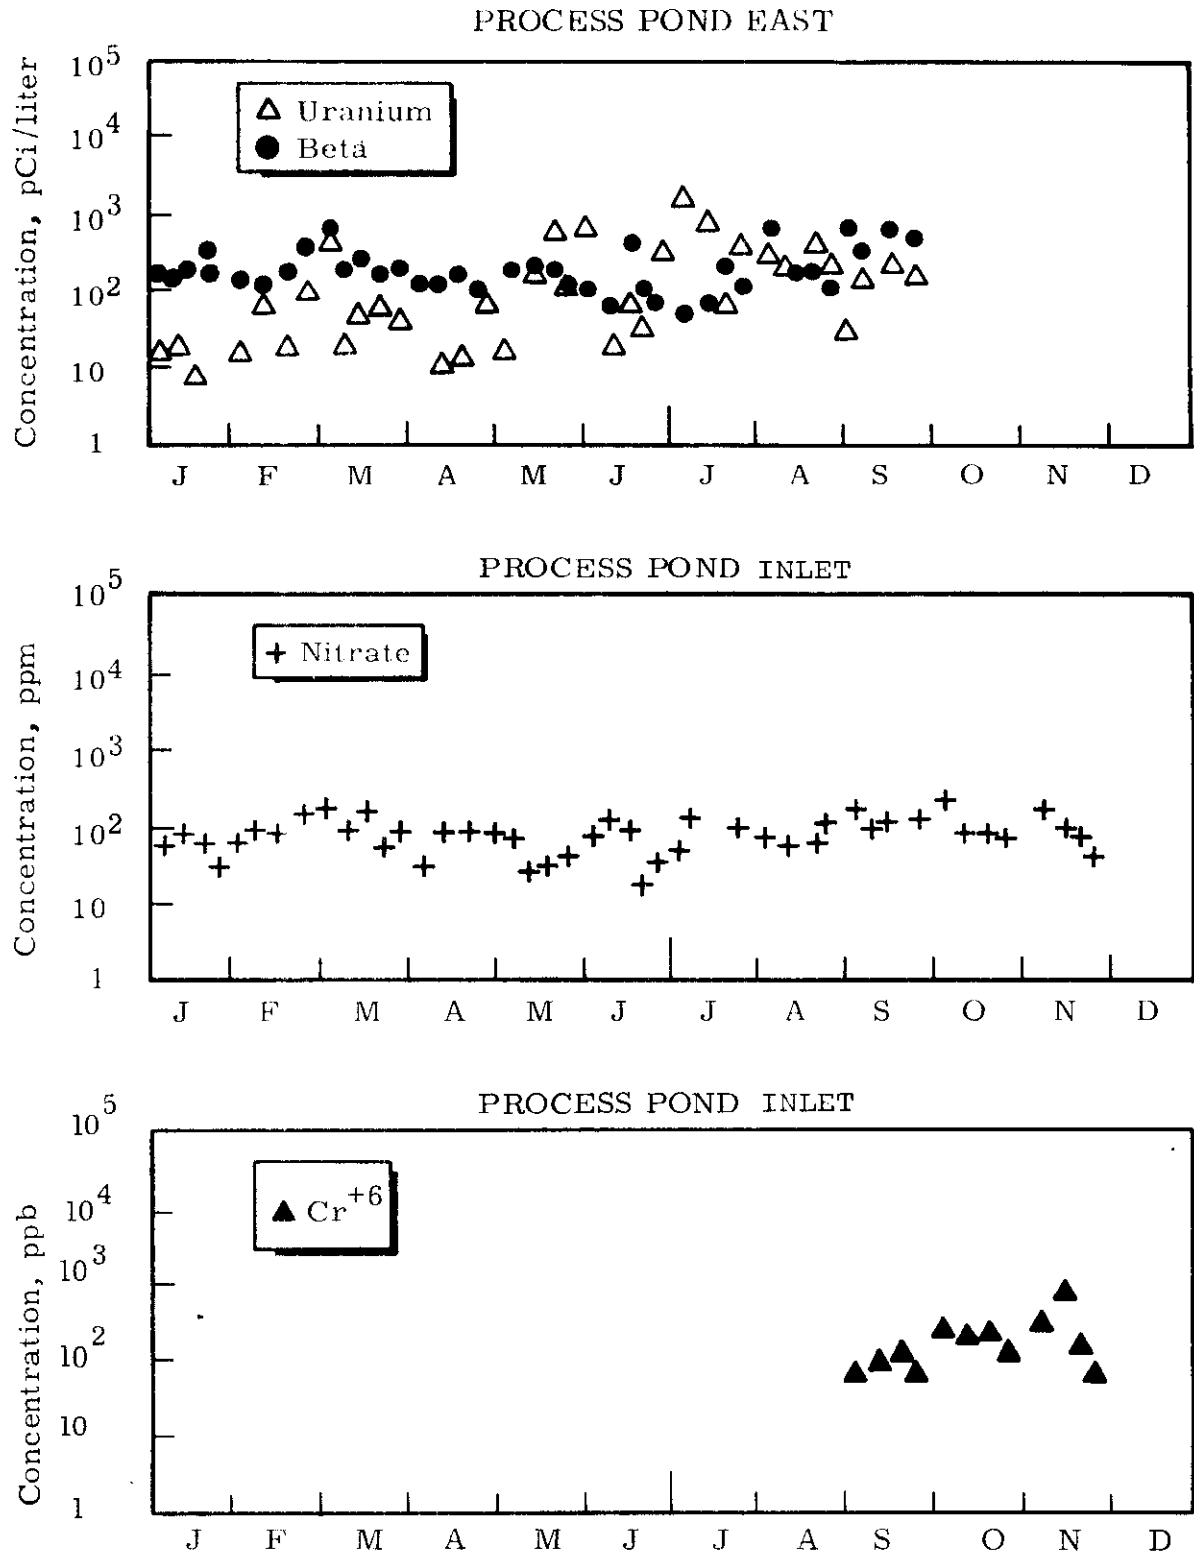 PROCESS POND EAST
10^5
10^4
10^3
10^2
10
1
Concentration, pCi/liter
△ Uranium
● Beta
J F M A M J J A S O N D
PROCESS POND INLET
10^5
10^4
10^3
10^2
10
1
Concentration, ppm
+ Nitrate
J F M A M J J A S O N D
PROCESS POND INLET
10^5
10^4
10^3
10^2
10
1
Concentration, ppb
▲ Cr^+6
J F M A M J J A S O N D